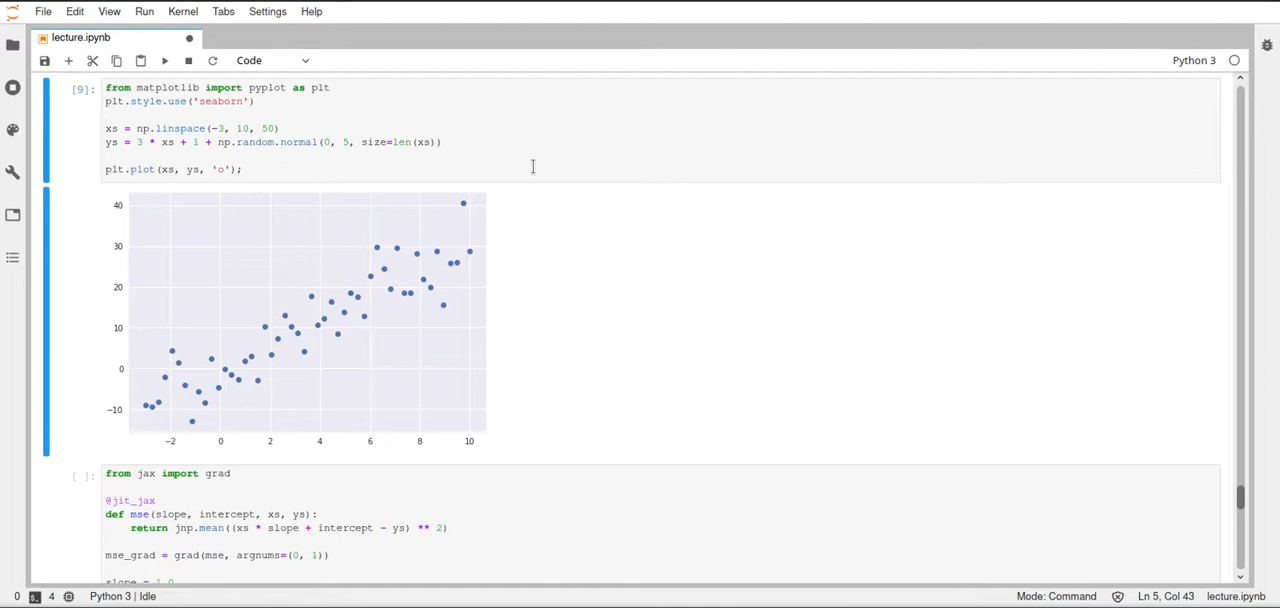 File Edit View Run Kernel Tabs Settings Help
lecture.ipynb
Code
Python 3
[9]:
from matplotlib import pyplot as plt
plt.style.use('seaborn')
xs = np.linspace(-3, 10, 50)
ys = 3 * xs + 1 + np.random.normal(0, 5, size=len(xs))
plt.plot(xs, ys, 'o');
40
30
20
10
0
−10
−2 0 2 4 6 8 10
[ ]:
from jax import grad
@jit_jax
def mse(slope, intercept, xs, ys):
return jnp.mean((xs * slope + intercept - ys) ** 2)
mse_grad = grad(mse, argnums=(0, 1))
slope = 1.0
0 4 Python 3 | Idle Mode: Command Ln 5, Col 43 lecture.ipynb